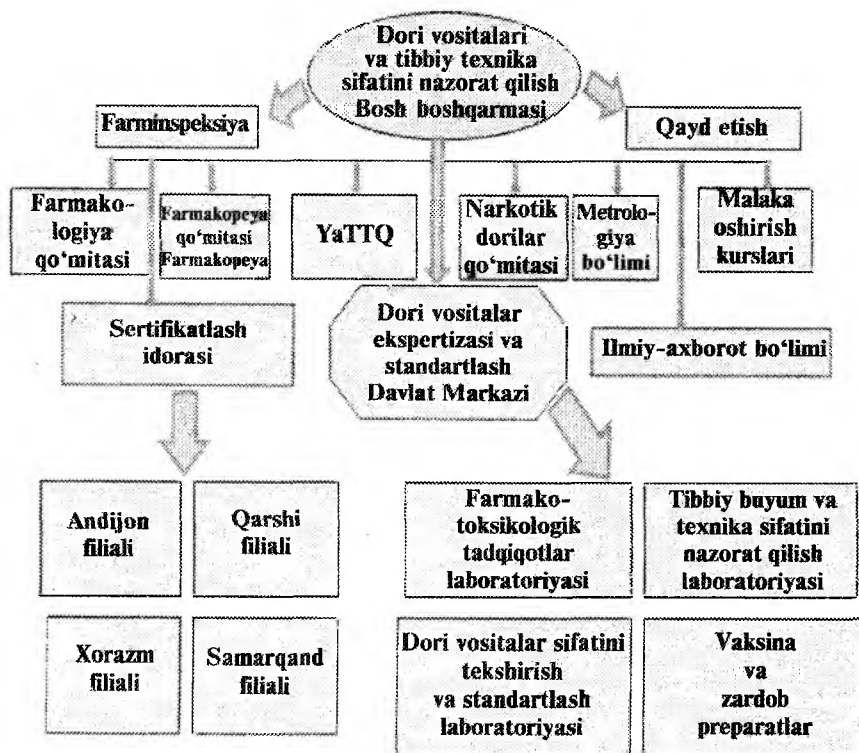 Dori vositalari
va tibbiy texnika
sifatini nazorat qilish
Bosh boshqarmasi
Farminspeksiya
Qayd etish
Farmako-
logiya
qo‘mitasi
Farmakopeya
qo‘mitasi
Farmakopeya
YaTTQ
Narkotik
dorilar
qo‘mitasi
Metrolo-
giya
bo‘limi
Malaka
oshirish
kurslari
Sertifikatlash
idorasi
Dori vositalar
ekspertizasi va
standartlash
Davlat Markazi
Ilmiy-axborot bo‘limi
Andijon
filiali
Qarshi
filiali
Xorazm
filiali
Samarqand
filiali
Farmako-
toksikologik
tadqiqotlar
laboratoriyasi
Tibbiy buyum va
texnika sifatini
nazorat qilish
laboratoriyasi
Dori vositalar sifatini
tekshirish
va standartlash
laboratoriyasi
Vaksina
va
zardob
preparatlar